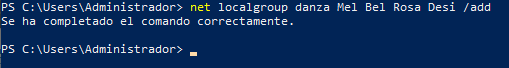 PS C:\Users\Administrador> net localgroup danza Mel Bel Rosa Desi /add
Se ha completado el comando correctamente.
PS C:\Users\Administrador>